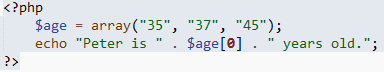 <?php
    $age = array("35", "37", "45");
    echo "Peter is " . $age[0] . " years old.";
?>